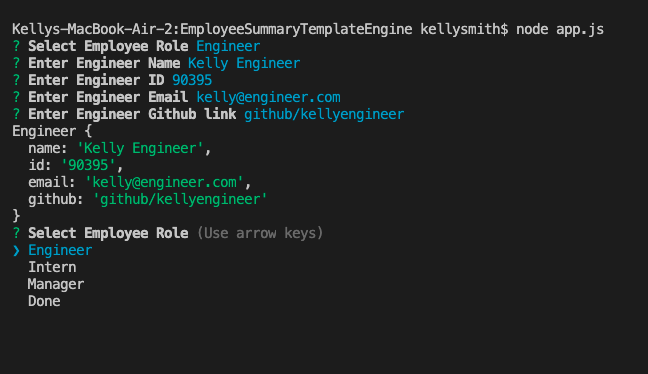 Kellys-MacBook-Air-2:EmployeeSummaryTemplateEngine kellysmith$ node app.js
? Select Employee Role Engineer
? Enter Engineer Name Kelly Engineer
? Enter Engineer ID 90395
? Enter Engineer Email kelly@engineer.com
? Enter Engineer Github link github/kellyengineer
Engineer {
  name: 'Kelly Engineer',
  id: '90395',
  email: 'kelly@engineer.com',
  github: 'github/kellyengineer'
}
? Select Employee Role (Use arrow keys)
❯ Engineer
  Intern
  Manager
  Done